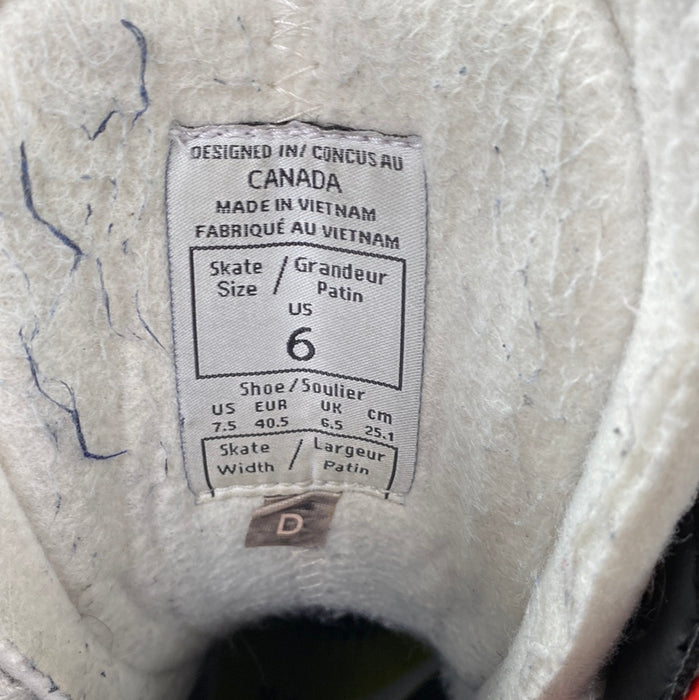 DESIGNED IN/ CONCUS AU
CANADA
MADE IN VIETNAM
FABRIQUÉ AU VIETNAM
Skate / Grandeur
Size Patin
US
6
Shoe/Soulier
US EUR UK cm
7.5 40.5 6.5 25.1
Skate / Largeur
Width Patin
D